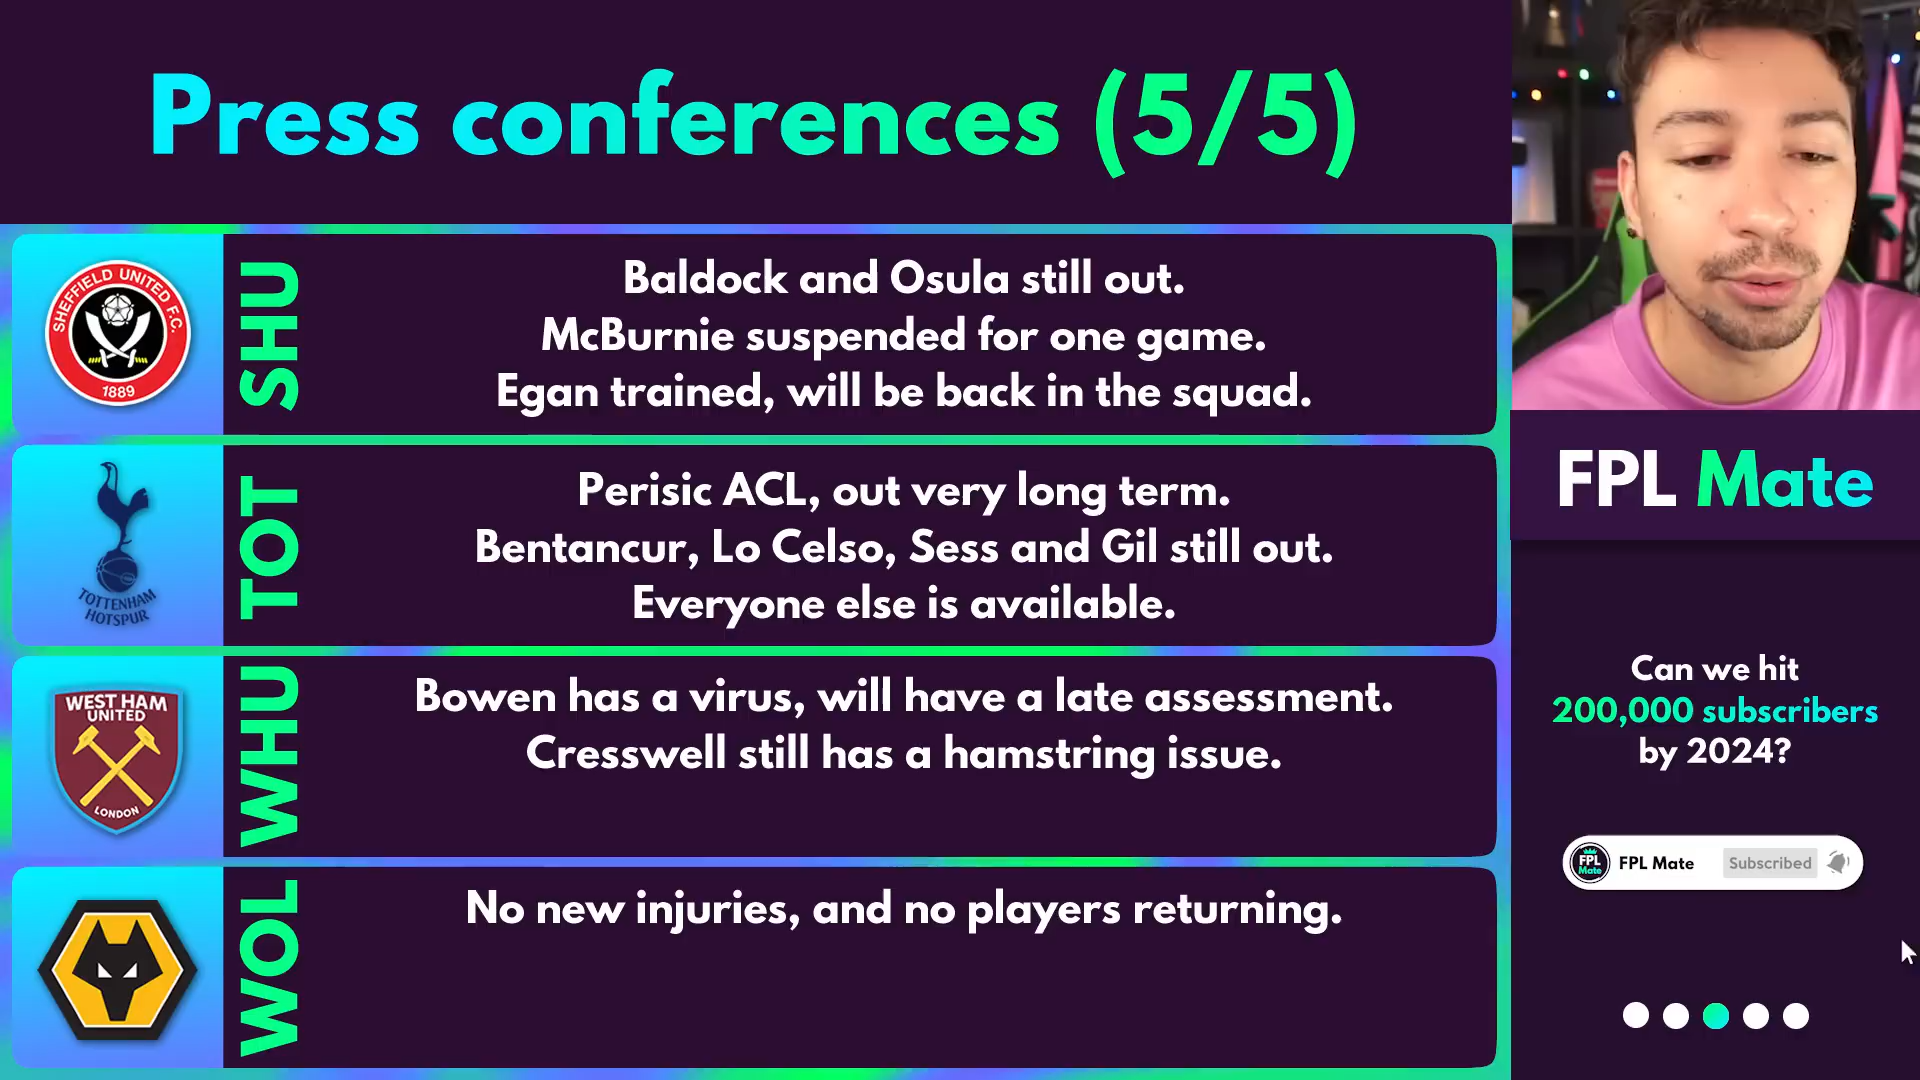 Press conferences (5/5)
SHEFFIELD UNITED F.C.
1889
SHU
Baldock and Osula still out.
McBurnie suspended for one game.
Egan trained, will be back in the squad.
TOTTENHAM
HOTSPUR
TOT
Perisic ACL, out very long term.
Bentancur, Lo Celso, Sess and Gil still out.
Everyone else is available.
WEST HAM
UNITED
LONDON
WHU
Bowen has a virus, will have a late assessment.
Cresswell still has a hamstring issue.
WOL
No new injuries, and no players returning.
FPL Mate
Can we hit
200,000 subscribers
by 2024?
FPL
Mate
FPL Mate
Subscribed